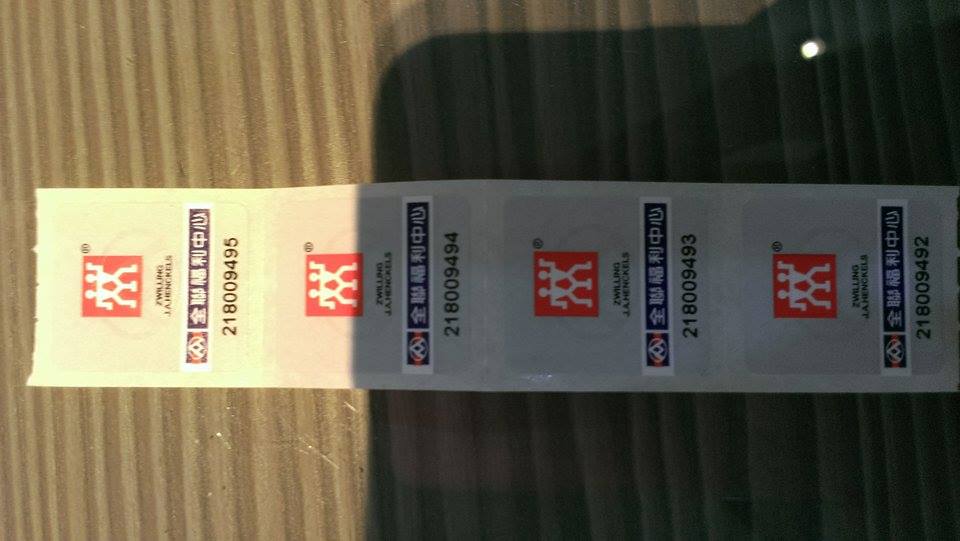 ®
ZWILLING
J.A.HENCKELS
全聯福利中心
218009495
®
ZWILLING
J.A.HENCKELS
全聯福利中心
218009494
®
ZWILLING
J.A.HENCKELS
全聯福利中心
218009493
®
ZWILLING
J.A.HENCKELS
全聯福利中心
218009492